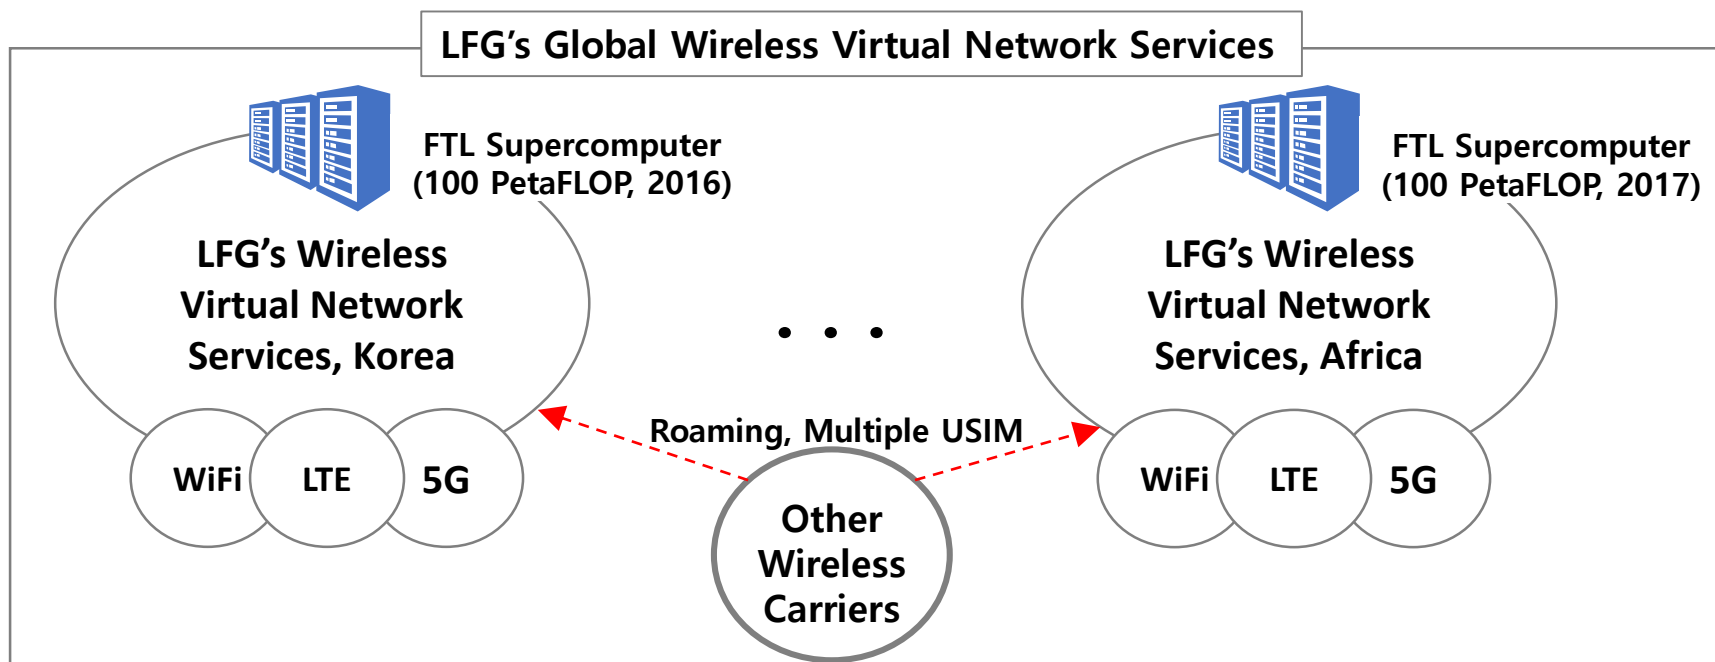 LFG’s Global Wireless Virtual Network Services
FTL Supercomputer
(100 PetaFLOP, 2016)
LFG’s Wireless
Virtual Network
Services, Korea
WiFi
LTE
5G
. . .
FTL Supercomputer
(100 PetaFLOP, 2017)
LFG’s Wireless
Virtual Network
Services, Africa
WiFi
LTE
5G
Roaming, Multiple USIM
Other
Wireless
Carriers